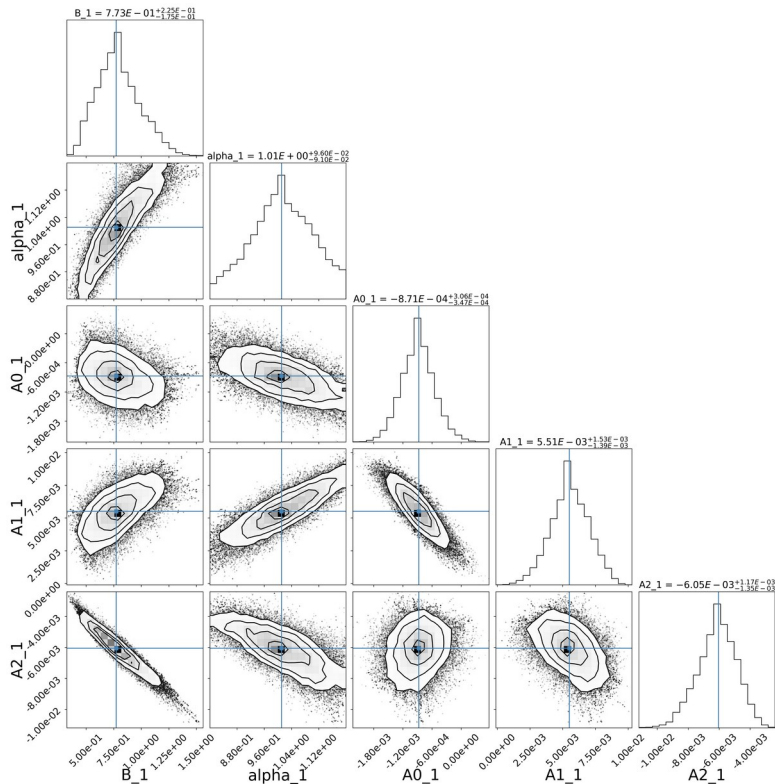 B_1 = 7.73E − 01 +2.25E − 01 −1.75E − 01
alpha_1 = 1.01E + 00 +9.60E − 02 −9.10E − 02
alpha_1
1.12e+00
1.04e+00
9.60e-01
8.80e-01
A0_1 = −8.71E − 04 +3.06E − 04 −3.47E − 04
A0_1
0.00e+00
-6.00e-04
-1.20e-03
-1.80e-03
A1_1 = 5.51E − 03 +1.53E − 03 −1.39E − 03
A1_1
1.00e-02
7.50e-03
5.00e-03
2.50e-03
A2_1 = −6.05E − 03 +1.17E − 03 −1.35E − 03
A2_1
0.00e+00
-4.00e-03
-6.00e-03
-8.00e-03
-1.00e-02
5.00e-01 7.50e-01 1.00e+00 1.50e+00
8.80e-01 9.60e-01 1.04e+00 1.12e+00
-1.80e-03 -1.20e-03 -6.00e-04 0.00e+00
0.00e+00 2.50e-03 5.00e-03 7.50e-03 1.00e-02
-1.00e-02 -8.00e-03 -6.00e-03 -4.00e-03
B_1 alpha_1 A0_1 A1_1 A2_1